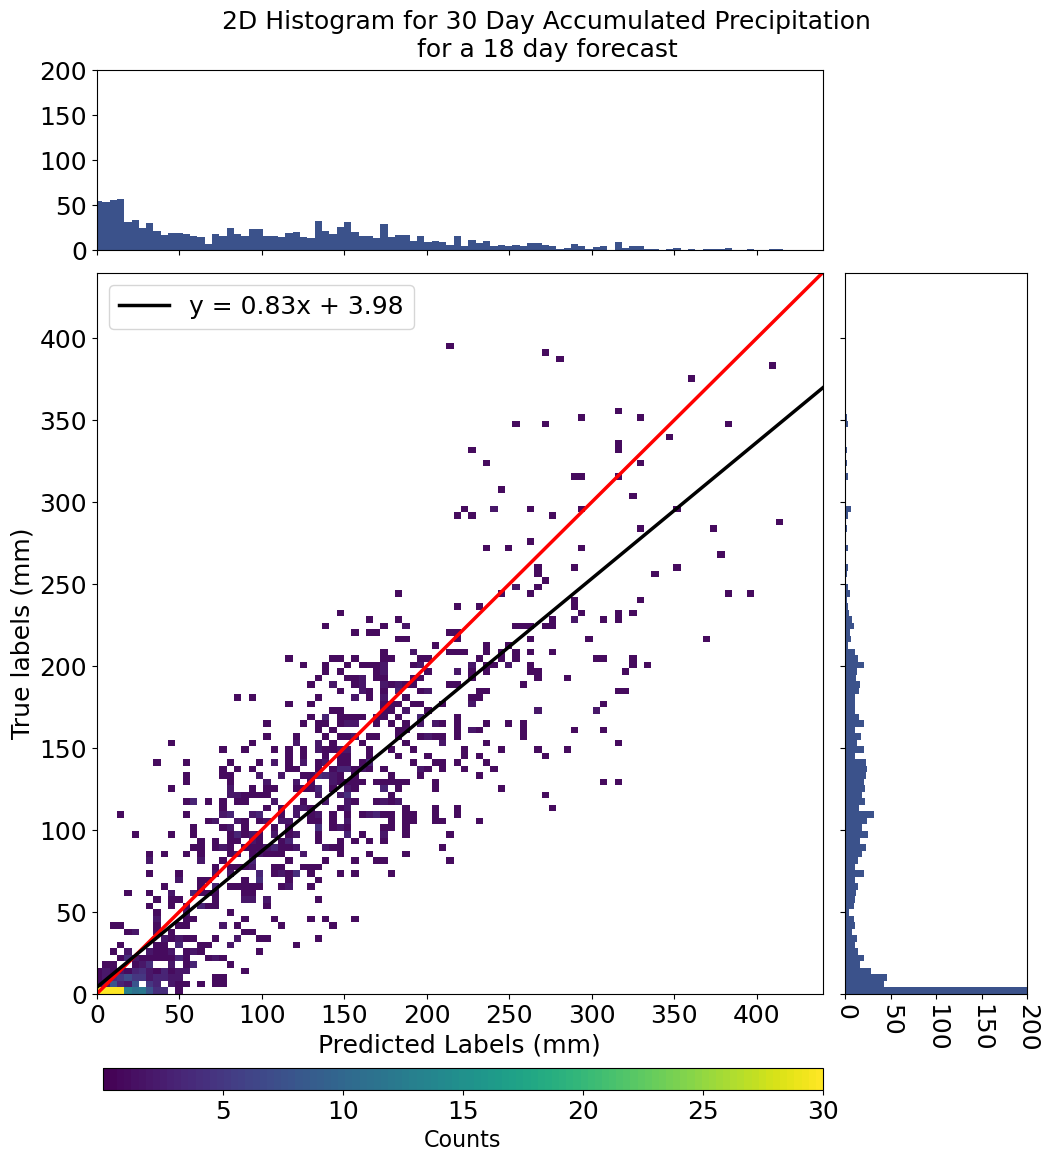 2D Histogram for 30 Day Accumulated Precipitation
for a 18 day forecast
200
150
100
50
0
y = 0.83x + 3.98
True labels (mm)
400
350
300
250
200
150
100
50
0
0 50 100 150 200 250 300 350 400
Predicted Labels (mm)
0 50 100 150 200
5 10 15 20 25 30
Counts